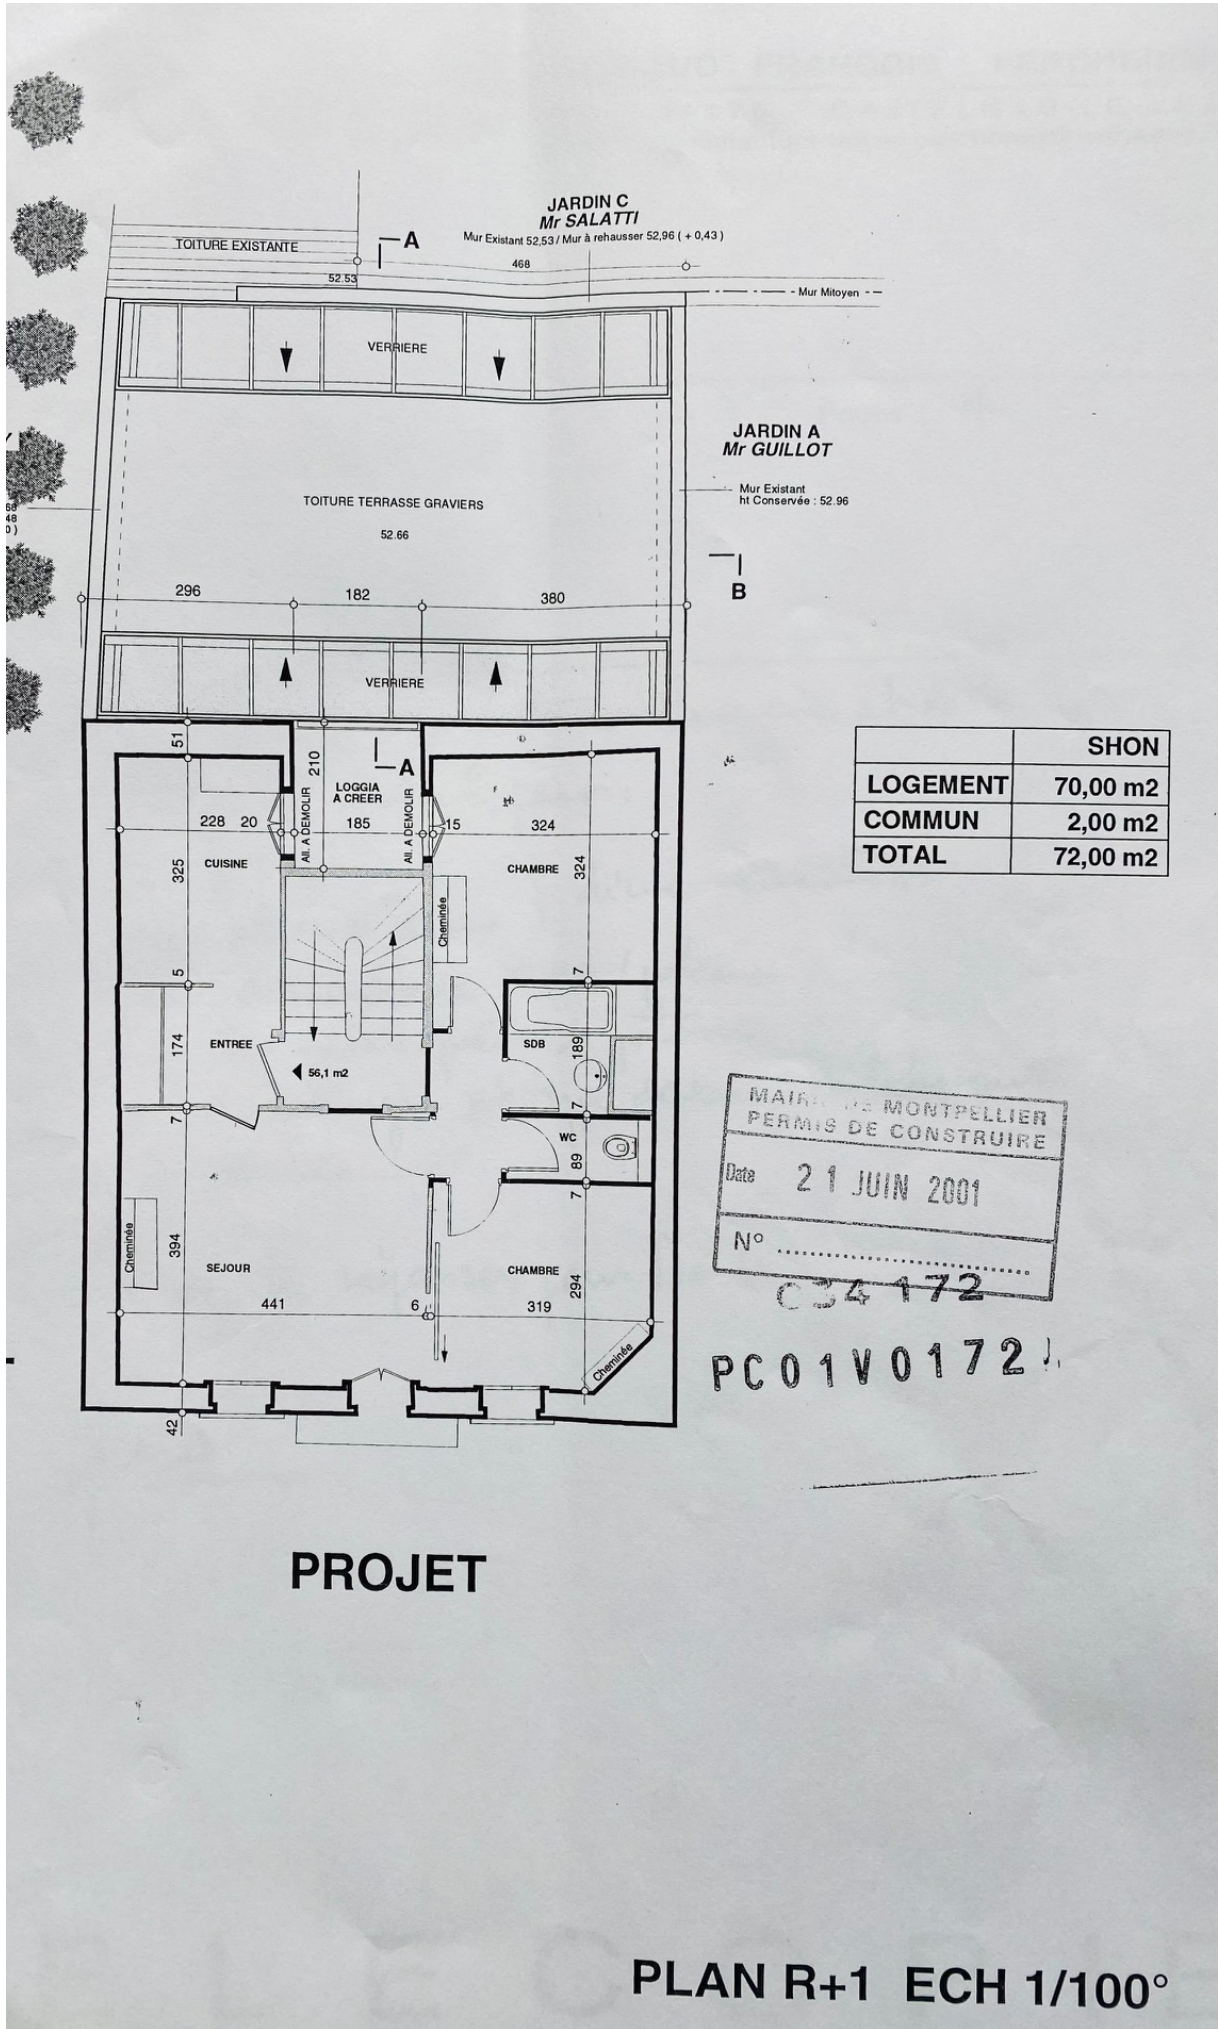 JARDIN C
Mr SALATTI
Mur Existant 52,53 / Mur à rehausser 52,96 ( + 0,43 )
TOITURE EXISTANTE
A
468
52.53
Mur Mitoyen
VERRIERE
JARDIN A
Mr GUILLOT
Mur Existant
ht Conservée : 52.96
TOITURE TERRASSE GRAVIERS
52.66
48
B
296
182
380
VERRIERE
51
210
A
LOGGIA
A CREER
All. A DEMOLIR
All. A DEMOLIR
228
20
185
15
324
CUISINE
325
CHAMBRE
324
Cheminée
5
7
174
ENTREE
56,1 m2
SDB
189
7
7
WC
89
7
Cheminée
394
SEJOUR
CHAMBRE
294
441
6
319
Cheminée
42
SHON
LOGEMENT 70,00 m2
COMMUN 2,00 m2
TOTAL 72,00 m2
MAIRIE DE MONTPELLIER
PERMIS DE CONSTRUIRE
Date 21 JUIN 2001
N°
C34 172
PC01V0172
PROJET
PLAN R+1 ECH 1/100°